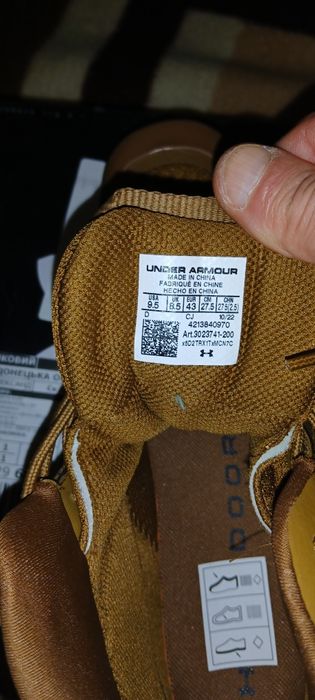 UNDER ARMOUR
MADE IN CHINA
FABRIQUÉ EN CHINE
HECHO EN CHINA
USA UK EUR CM CHN
9.5 8.5 43 27.5 275(2.5)
D CJ 10/22
4213840970
Art.3023741-200
OOR